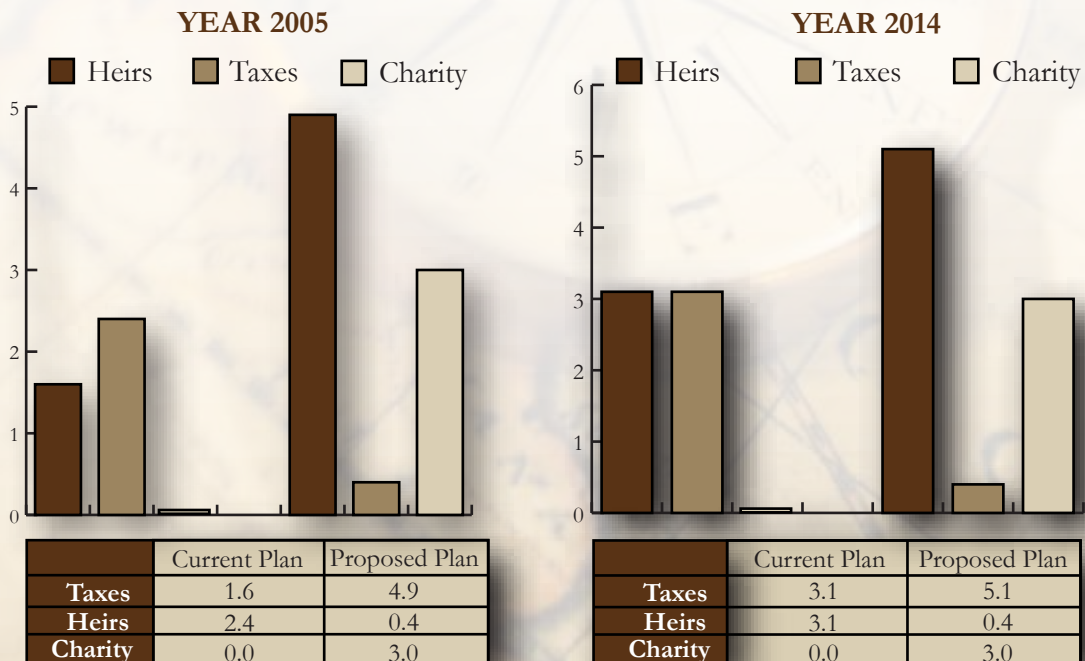 YEAR 2005
Heirs Taxes Charity
5
4
3
2
1
0
Current Plan Proposed Plan
Taxes 1.6 4.9
Heirs 2.4 0.4
Charity 0.0 3.0
YEAR 2014
Heirs Taxes Charity
6
5
4
3
2
1
0
Current Plan Proposed Plan
Taxes 3.1 5.1
Heirs 3.1 0.4
Charity 0.0 3.0